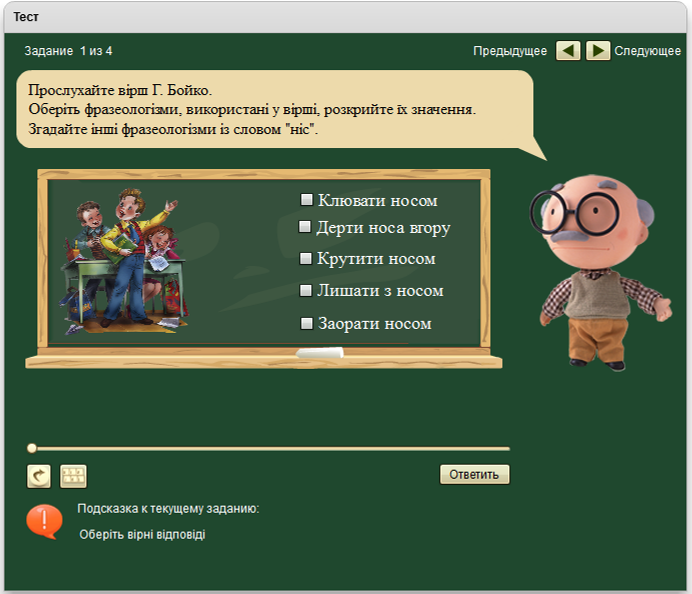 Тест
Задание 1 из 4
Предыдущее
Следующее
Прослухайте вірш Г. Бойко.
Оберіть фразеологізми, використані у вірші, розкрийте їх значення.
Згадайте інші фразеологізми із словом "ніс".
Клювати носом
Дерти носа вгору
Крутити носом
Лишати з носом
Заорати носом
Ответить
Подсказка к текущему заданию:
Оберіть вірні відповіді